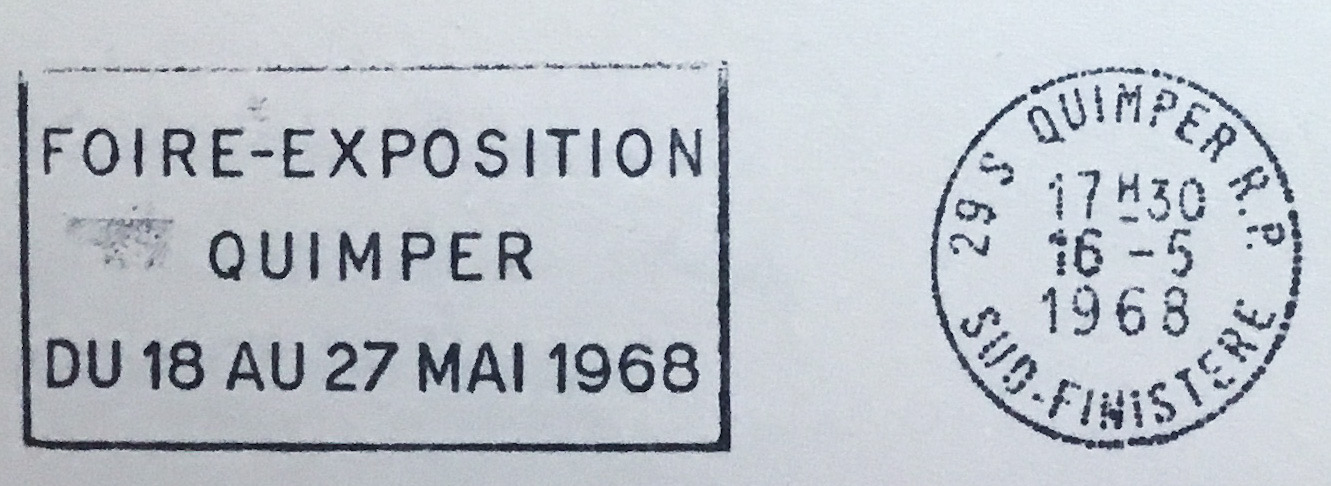 FOIRE-EXPOSITION
QUIMPER
DU 18 AU 27 MAI 1968
29 S QUIMPER R.P.
17H30
16 -5
1968
SUD-FINISTERE